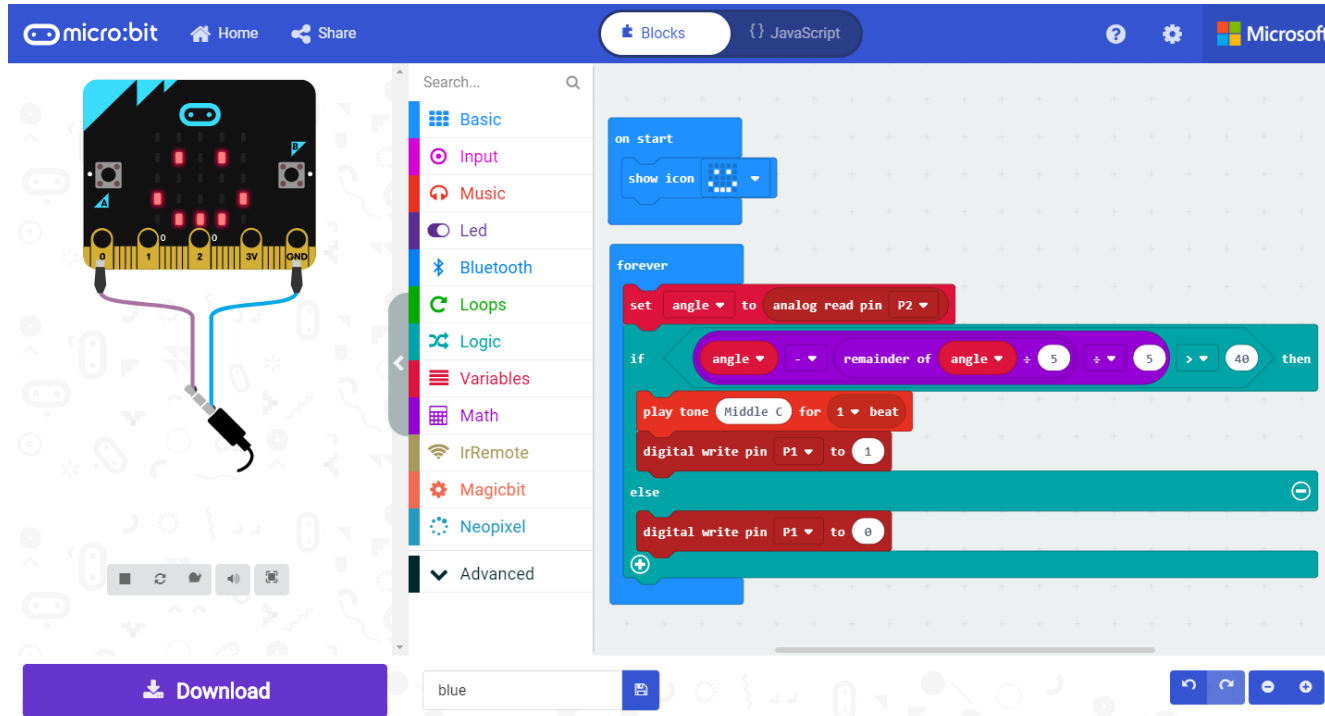 micro:bit Home Share Blocks {} JavaScript ? Microsoft
Search...
Basic
Input
Music
Led
Bluetooth
Loops
Logic
Variables
Math
IrRemote
Magicbit
Neopixel
Advanced
A
B
0 0
0 1 2 3V GND
on start
show icon
forever
set angle to analog read pin P2
if angle - remainder of angle ÷ 5 ÷ 5 > 40 then
play tone Middle C for 1 beat
digital write pin P1 to 1
else
digital write pin P1 to 0
Download
blue